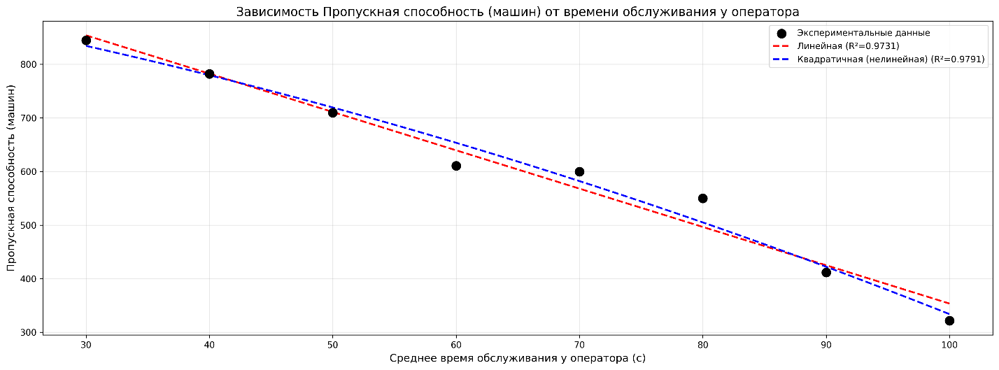 Зависимость Пропускная способность (машин) от времени обслуживания у оператора
Экспериментальные данные
Линейная (R²=0.9731)
Квадратичная (нелинейная) (R²=0.9791)
Пропускная способность (машин)
800
700
600
500
400
300
30 40 50 60 70 80 90 100
Среднее время обслуживания у оператора (с)